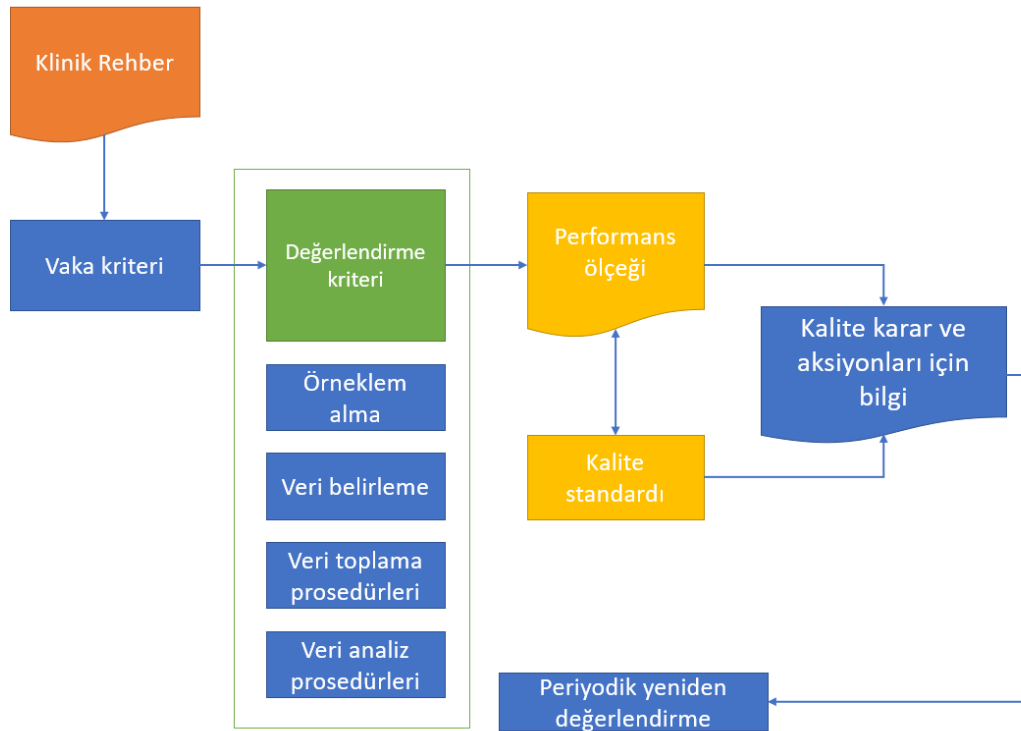 Klinik Rehber
Vaka kriteri
Değerlendirme
kriteri
Örneklem
alma
Veri belirleme
Veri toplama
prosedürleri
Veri analiz
prosedürleri
Performans
ölçeği
Kalite
standardı
Kalite karar ve
aksiyonları için
bilgi
Periyodik yeniden
değerlendirme